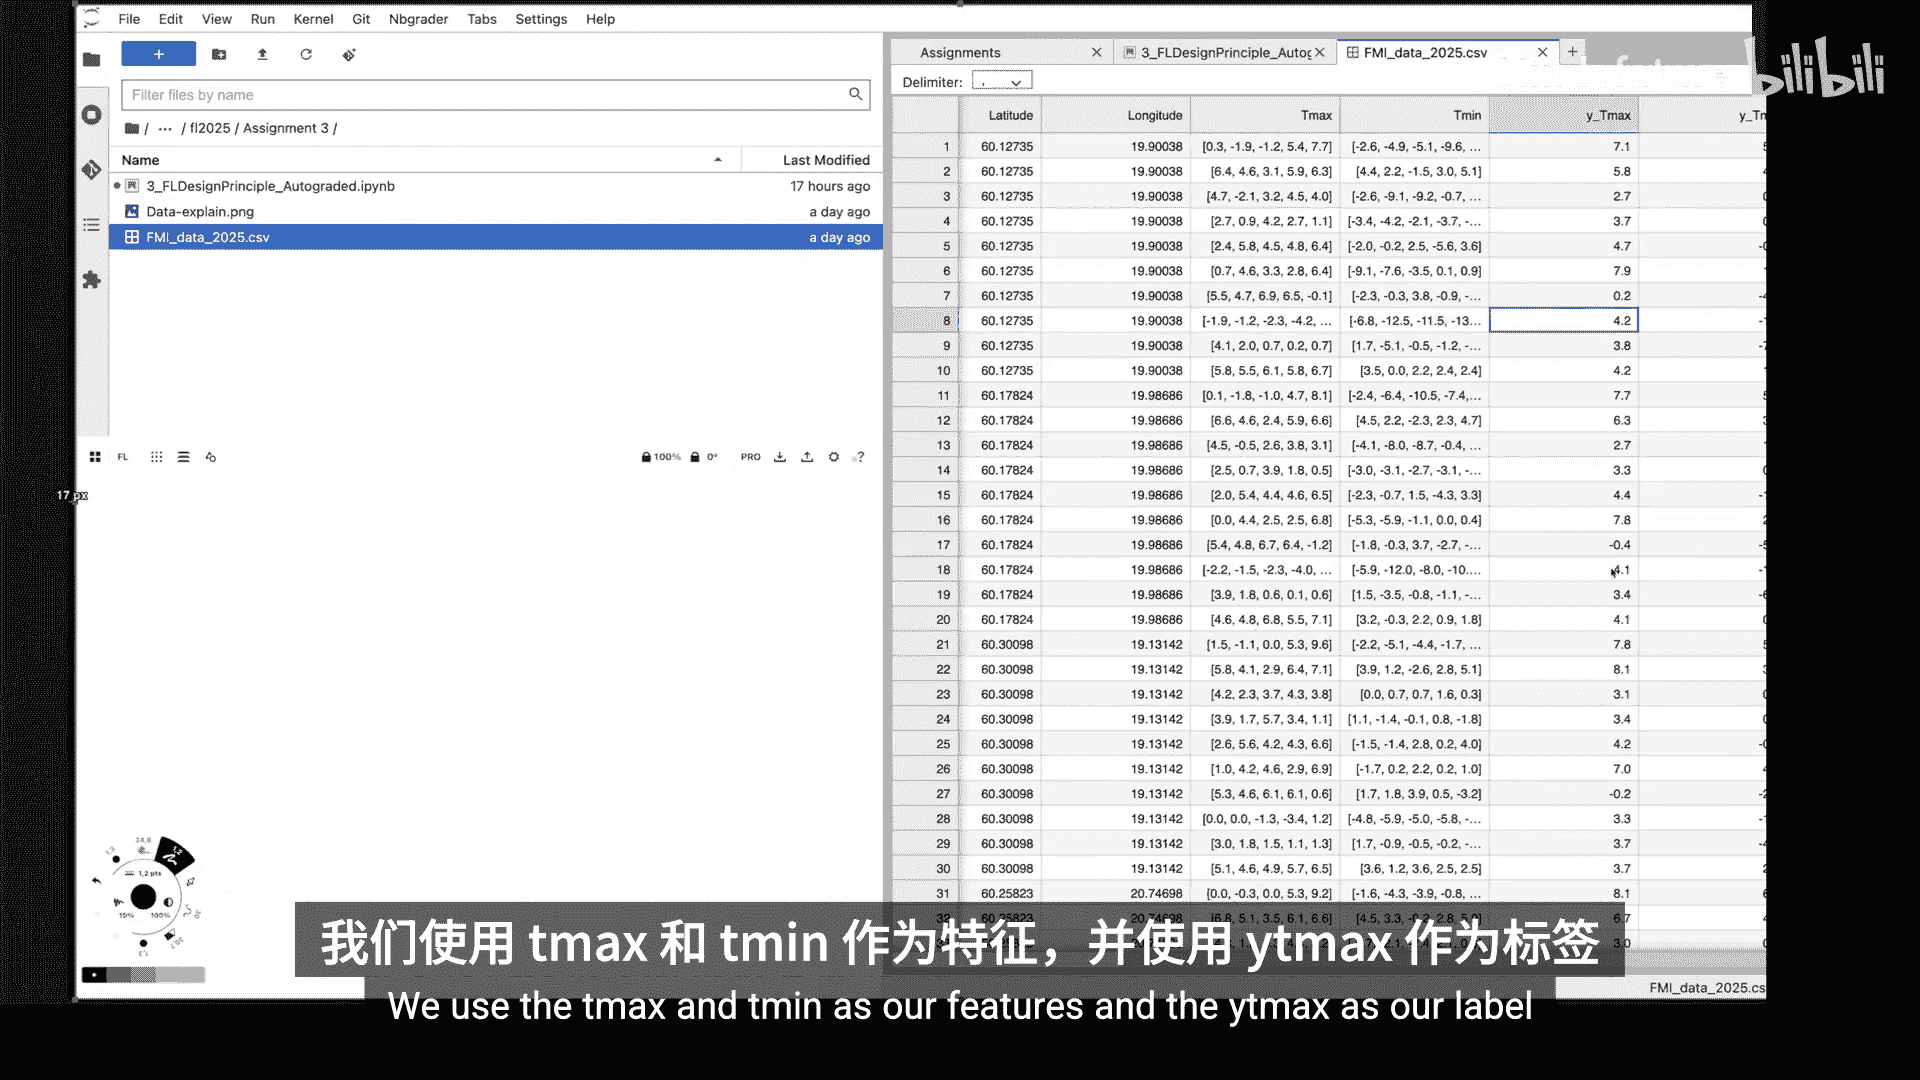 File Edit View Run Kernel Git Nbgrader Tabs Settings Help
+
Filter files by name
/ ... / fl2025 / Assignment 3 /
Name Last Modified
3_FLDesignPrinciple_Autograded.ipynb 17 hours ago
Data-explain.png a day ago
FMI_data_2025.csv a day ago
FL 100% 0° PRO ?
17 px
24,8
1,2
1,2 pts
10% 100%
Assignments 3_FLDesignPrinciple_Autog FMI_data_2025.csv +
bilibili
Delimiter: ,
Latitude Longitude Tmax Tmin y_Tmax
1 60.12735 19.90038 [0.3, -1.9, -1.2, 5.4, 7.7] [-2.6, -4.9, -5.1, -9.6, ... 7.1
2 60.12735 19.90038 [6.4, 4.6, 3.1, 5.9, 6.3] [4.4, 2.2, -1.5, 3.0, 5.1] 5.8
3 60.12735 19.90038 [4.7, -2.1, 3.2, 4.5, 4.0] [-2.6, -9.1, -9.2, -0.7, ... 2.7
4 60.12735 19.90038 [2.7, 0.9, 4.2, 2.7, 1.1] [-3.4, -4.2, -2.1, -3.7, -... 3.7
5 60.12735 19.90038 [2.4, 5.8, 4.5, 4.8, 6.4] [-2.0, -0.2, 2.5, -5.6, 3.6] 4.7
6 60.12735 19.90038 [0.7, 4.6, 3.3, 2.8, 6.4] [-9.1, -7.6, -3.5, 0.1, 0.9] 7.9
7 60.12735 19.90038 [5.5, 4.7, 6.9, 6.5, -0.1] [-2.3, -0.3, 3.8, -0.9, -... 0.2
8 60.12735 19.90038 [-1.9, -1.2, -2.3, -4.2, ... [-6.8, -12.5, -11.5, -13... 4.2
9 60.12735 19.90038 [4.1, 2.0, 0.7, 0.2, 0.7] [1.7, -5.1, -0.5, -1.2, -... 3.8
10 60.12735 19.90038 [5.8, 5.5, 6.1, 5.8, 6.7] [3.5, 0.0, 2.2, 2.4, 2.4] 4.2
11 60.17824 19.98686 [0.1, -1.8, -1.0, 4.7, 8.1] [-2.4, -6.4, -10.5, -7.4,... 7.7
12 60.17824 19.98686 [6.6, 4.6, 2.4, 5.9, 6.6] [4.5, 2.2, -2.3, 2.3, 4.7] 6.3
13 60.17824 19.98686 [4.5, -0.5, 2.6, 3.8, 3.1] [-4.1, -8.0, -8.7, -0.4, ... 2.7
14 60.17824 19.98686 [2.5, 0.7, 3.9, 1.8, 0.5] [-3.0, -3.1, -2.7, -3.1, -... 3.3
15 60.17824 19.98686 [2.0, 5.4, 4.4, 4.6, 6.5] [-2.3, -0.7, 1.5, -4.3, 3.3] 4.4
16 60.17824 19.98686 [0.0, 4.4, 2.5, 2.5, 6.8] [-5.3, -5.9, -1.1, 0.0, 0.4] 7.8
17 60.17824 19.98686 [5.4, 4.8, 6.7, 6.4, -1.2] [-1.8, -0.3, 3.7, -2.7, -... -0.4
18 60.17824 19.98686 [-2.2, -1.5, -2.3, -4.0, ... [-5.9, -12.0, -8.0, -10.... 4.1
19 60.17824 19.98686 [3.9, 1.8, 0.6, 0.1, 0.6] [1.5, -3.5, -0.8, -1.1, -... 3.4
20 60.17824 19.98686 [4.6, 4.8, 6.8, 5.5, 7.1] [3.2, -0.3, 2.2, 0.9, 1.8] 4.1
21 60.30098 19.13142 [1.5, -1.1, 0.0, 5.3, 9.6] [-2.2, -5.1, -4.4, -1.7, ... 7.8
22 60.30098 19.13142 [5.8, 4.1, 2.9, 6.4, 7.1] [3.9, 1.2, -2.6, 2.8, 5.1] 8.1
23 60.30098 19.13142 [4.2, 2.3, 3.7, 4.3, 3.8] [0.0, 0.7, 0.7, 1.6, 0.3] 3.1
24 60.30098 19.13142 [3.9, 1.7, 5.7, 3.4, 1.1] [1.1, -1.4, -0.1, 0.8, -1.8] 3.4
25 60.30098 19.13142 [2.6, 5.6, 4.2, 4.3, 6.6] [-1.5, -1.4, 2.8, 0.2, 4.0] 4.2
26 60.30098 19.13142 [1.0, 4.2, 4.6, 2.9, 6.9] [-1.7, 0.2, 2.2, 0.2, 1.0] 7.0
27 60.30098 19.13142 [5.3, 4.6, 6.1, 6.1, 0.6] [1.7, 1.8, 3.9, 0.5, -3.2] -0.2
28 60.30098 19.13142 [0.0, 0.0, -1.3, -3.4, 1.2] [-4.8, -5.9, -5.0, -5.8, -... 3.3
29 60.30098 19.13142 [3.0, 1.8, 1.5, 1.1, 1.3] [1.7, -0.9, -0.5, -0.2, -... 3.7
30 60.30098 19.13142 [5.1, 4.6, 4.9, 5.7, 6.5] [3.6, 1.2, 3.6, 2.5, 2.5] 3.7
31 60.25823 20.74698 [0.0, -0.3, 0.0, 5.3, 9.2] [-1.6, -4.3, -3.9, -0.8, ... 8.1
我们使用 tmax 和 tmin 作为特征，并使用 ytmax 作为标签
FMI_data_2025.cs
We use the tmax and tmin as our features and the ytmax as our label